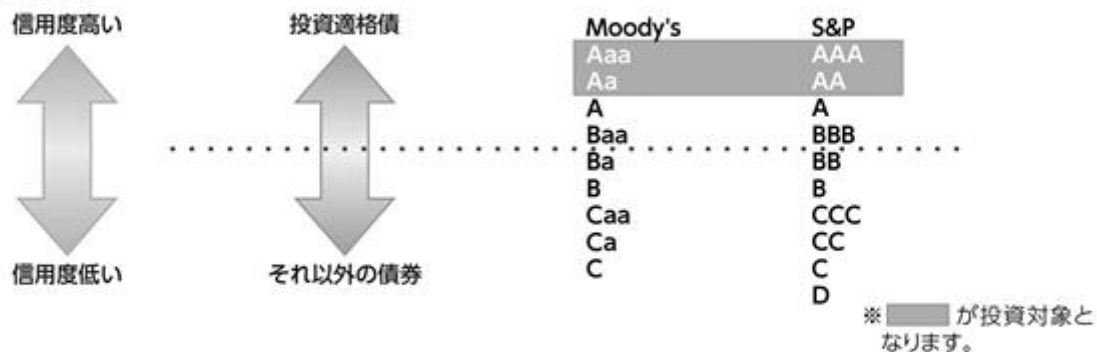 信用度高い
投資適格債
Moody's S&P
Aaa AAA
Aa AA
A A
Baa BBB
Ba BB
B B
Caa CCC
Ca CC
C C
D
信用度低い
それ以外の債券
※ が投資対象と
なります。